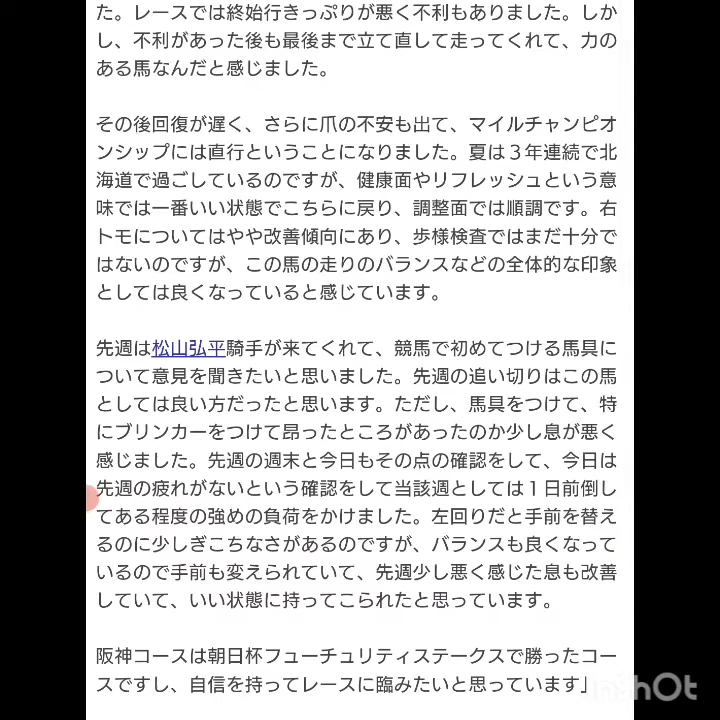 た。レースでは終始行きっぷりが悪く不利もありました。しか
し、不利があった後も最後まで立て直して走ってくれて、力の
ある馬なんだと感じました。
その後回復が遅く、さらに爪の不安も出て、マイルチャンピオ
ンシップには直行ということになりました。夏は３年連続で北
海道で過ごしているのですが、健康面やリフレッシュという意
味では一番いい状態でこちらに戻り、調整面では順調です。右
トモについてはやや改善傾向にあり、歩様検査ではまだ十分で
はないのですが、この馬の走りのバランスなどの全体的な印象
としては良くなっていると感じています。
先週は松山弘平騎手が来てくれて、競馬で初めてつける馬具に
ついて意見を聞きたいと思いました。先週の追い切りはこの馬
としては良い方だったと思います。ただし、馬具をつけて、特
にブリンカーをつけて昂ったところがあったのか少し息が悪く
感じました。先週の週末と今日もその点の確認をして、今日は
先週の疲れがないという確認をして当該週としては１日前倒し
てある程度の強めの負荷をかけました。左回りだと手前を替え
るのに少しぎこちなさがあるのですが、バランスも良くなって
いるので手前も変えられていて、先週少し悪く感じた息も改善
していて、いい状態に持ってこられたと思っています。
阪神コースは朝日杯フューチュリティステークスで勝ったコー
スですし、自信を持ってレースに臨みたいと思っています」
InShOt